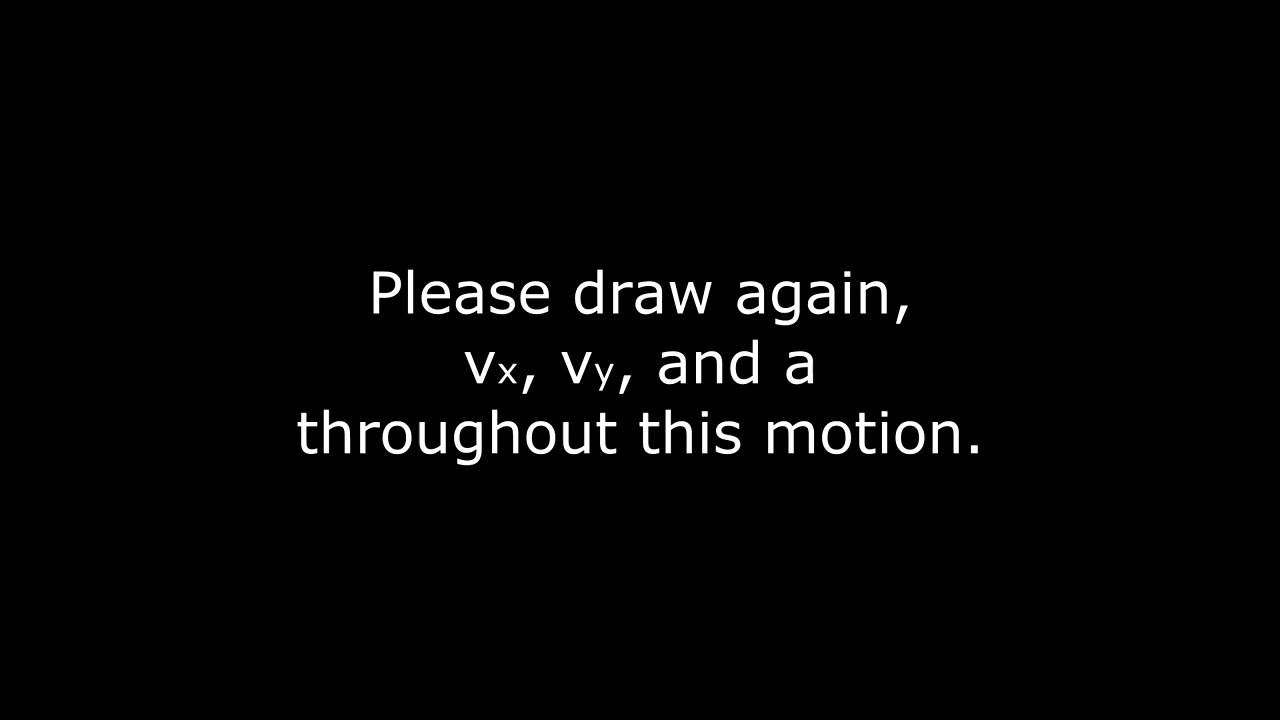 Please draw again,
vx, vy, and a
throughout this motion.